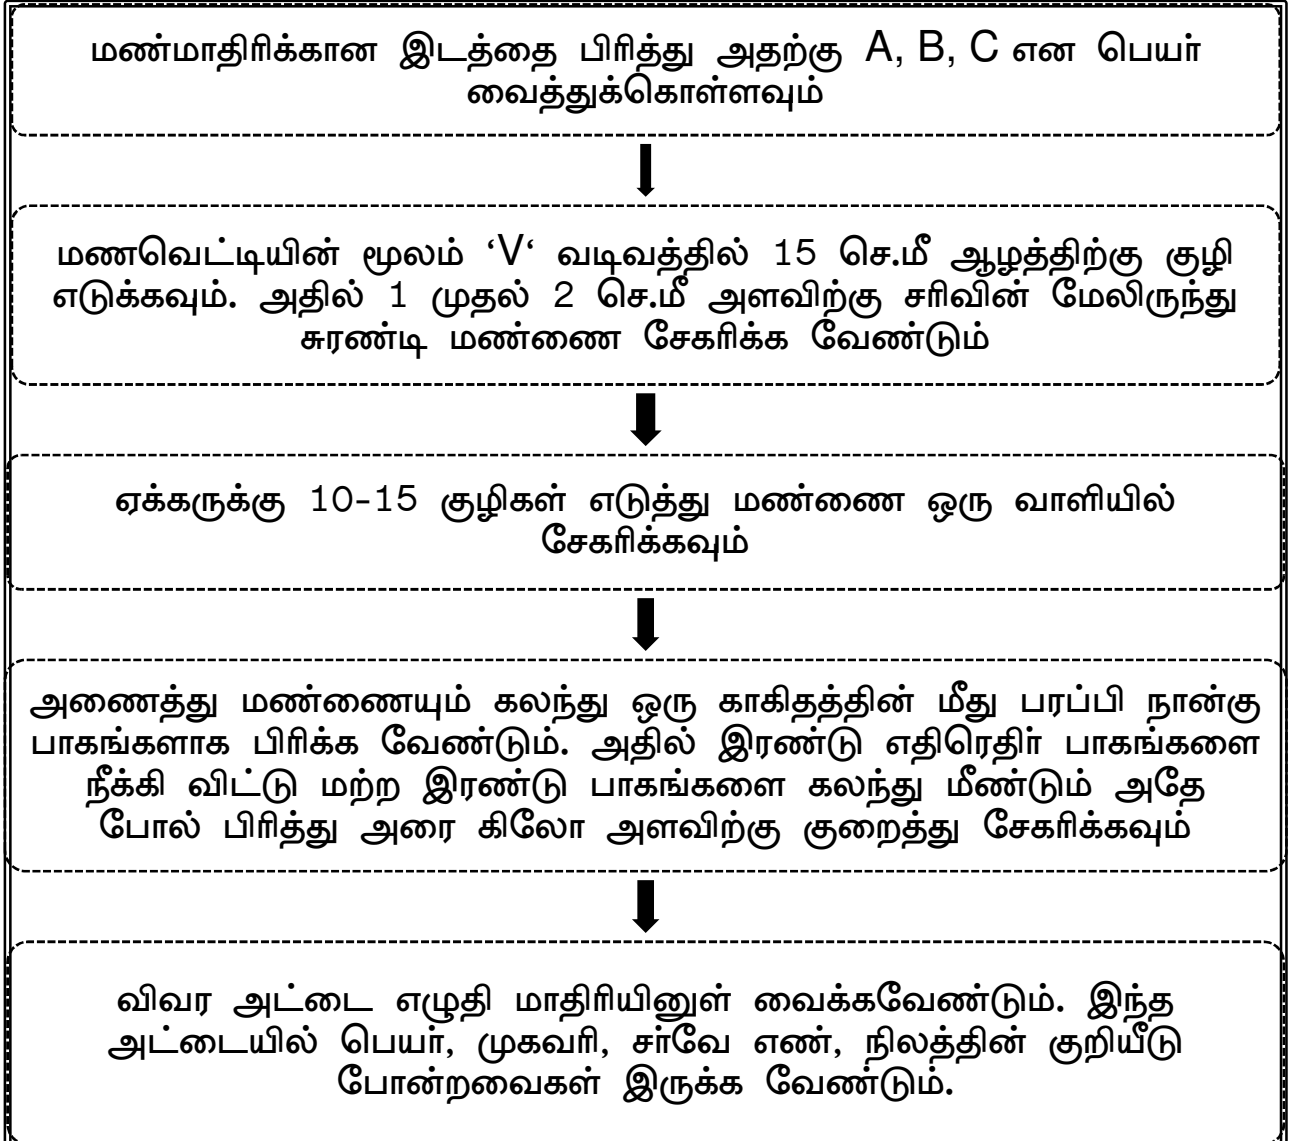 மண்மாதிரிக்கான இடத்தை பிரித்து அதற்கு A, B, C என பெயர்
வைத்துக்கொள்ளவும்
மணவெட்டியின் மூலம் ‘V‘ வடிவத்தில் 15 செ.மீ ஆழத்திற்கு குழி
எடுக்கவும். அதில் 1 முதல் 2 செ.மீ அளவிற்கு சரிவின் மேலிருந்து
சுரண்டி மண்ணை சேகரிக்க வேண்டும்
ஏக்கருக்கு 10-15 குழிகள் எடுத்து மண்ணை ஒரு வாளியில்
சேகரிக்கவும்
அணைத்து மண்ணையும் கலந்து ஒரு காகிதத்தின் மீது பரப்பி நான்கு
பாகங்களாக பிரிக்க வேண்டும். அதில் இரண்டு எதிரெதிர் பாகங்களை
நீக்கி விட்டு மற்ற இரண்டு பாகங்களை கலந்து மீண்டும் அதே
போல் பிரித்து அரை கிலோ அளவிற்கு குறைத்து சேகரிக்கவும்
விவர அட்டை எழுதி மாதிரியினுள் வைக்கவேண்டும். இந்த
அட்டையில் பெயர், முகவரி, சர்வே எண், நிலத்தின் குறியீடு
போன்றவைகள் இருக்க வேண்டும்.